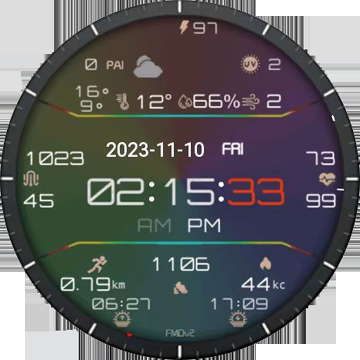 97
0 PAI UV 2
16°
9° 12° 66% 2
2023-11-10 FRI
1023 73
02:15:33
45 99
AM PM
1106
0.79km 44kc
06:27 17:09
FMDv2